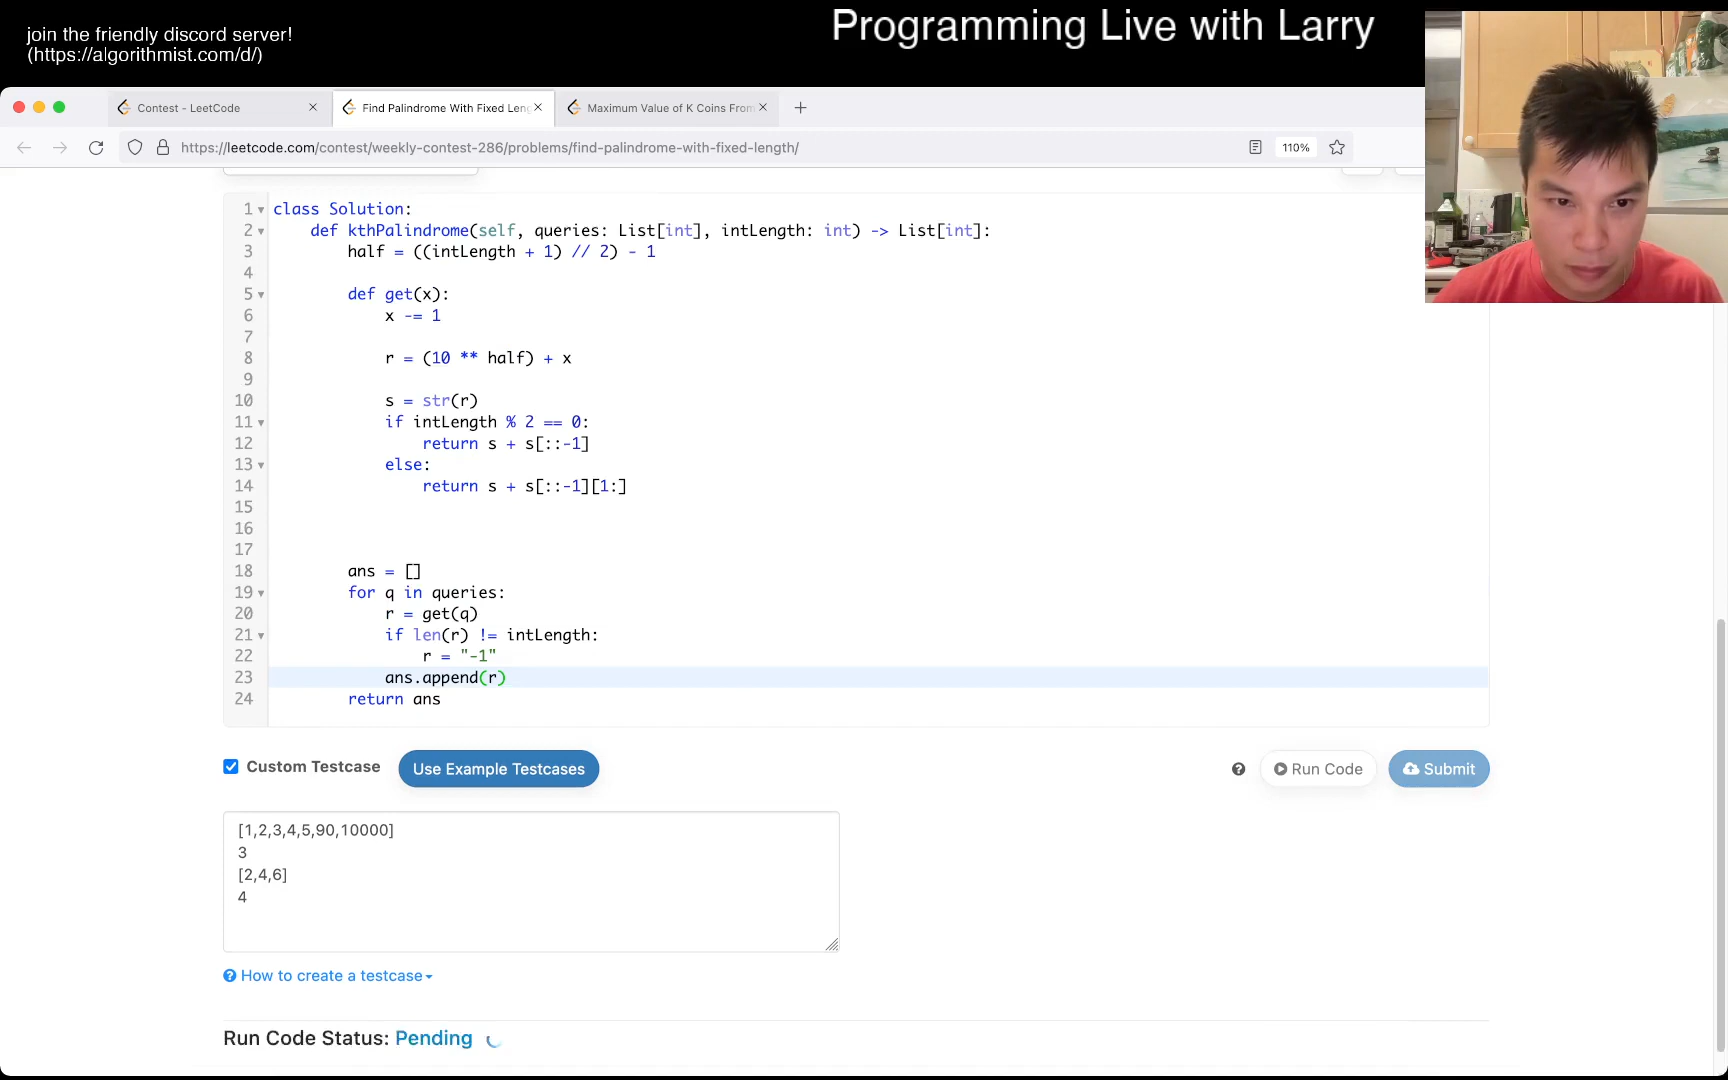 join the friendly discord server!
(https://algorithmist.com/d/)
Programming Live with Larry
Contest - LeetCode
Find Palindrome With Fixed Leng
Maximum Value of K Coins From
https://leetcode.com/contest/weekly-contest-286/problems/find-palindrome-with-fixed-length/
110%
1 class Solution:
2 def kthPalindrome(self, queries: List[int], intLength: int) -> List[int]:
3 half = ((intLength + 1) // 2) - 1
4
5 def get(x):
6 x -= 1
7
8 r = (10 ** half) + x
9
10 s = str(r)
11 if intLength % 2 == 0:
12 return s + s[::-1]
13 else:
14 return s + s[::-1][1:]
15
16
17
18 ans = []
19 for q in queries:
20 r = get(q)
21 if len(r) != intLength:
22 r = "-1"
23 ans.append(r)
24 return ans
Custom Testcase
Use Example Testcases
Run Code
Submit
[1,2,3,4,5,90,10000]
3
[2,4,6]
4
How to create a testcase
Run Code Status: Pending